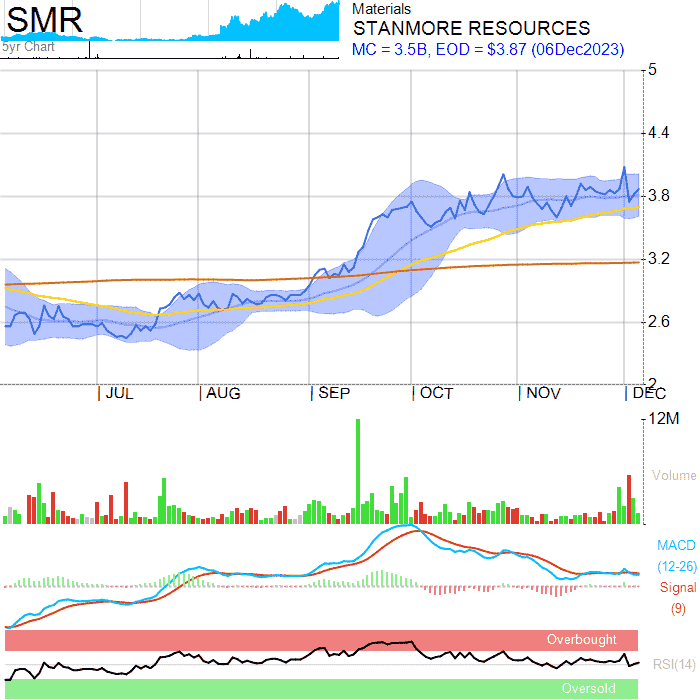 SMR
5yr Chart
Materials
STANMORE RESOURCES
MC = 3.5B, EOD = $3.87 (06Dec2023)
5
4.4
3.8
3.2
2.6
2
JUL
AUG
SEP
OCT
NOV
DEC
12M
Volume
MACD
(12-26)
Signal
(9)
Overbought
RSI(14)
Oversold